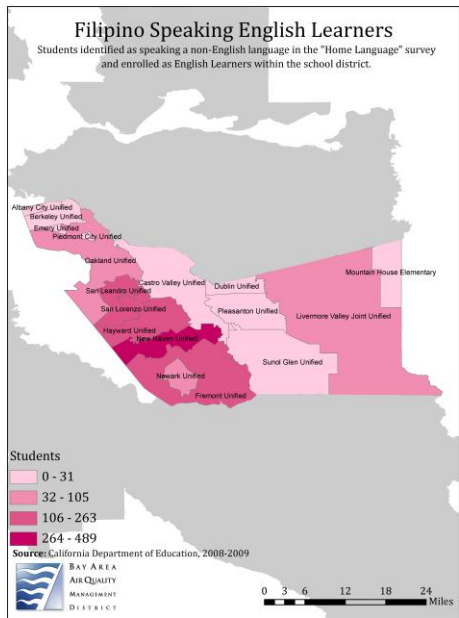 Filipino Speaking English Learners
Students identified as speaking a non-English language in the "Home Language" survey
and enrolled as English Learners within the school district.
Albany City Unified
Berkeley Unified
Emery Unified
Piedmont City Unified
Oakland Unified
Castro Valley Unified
Dublin Unified
Mountain House Elementary
San Leandro Unified
Pleasanton Unified
San Lorenzo Unified
Livermore Valley Joint Unified
Hayward Unified
New Haven Unified
Sunol Glen Unified
Newark Unified
Fremont Unified
Students
0 - 31
32 - 105
106 - 263
264 - 489
Source: California Department of Education, 2008-2009
BAY AREA
AIR QUALITY
MANAGEMENT
DISTRICT
0 3 6 12 18 24
Miles